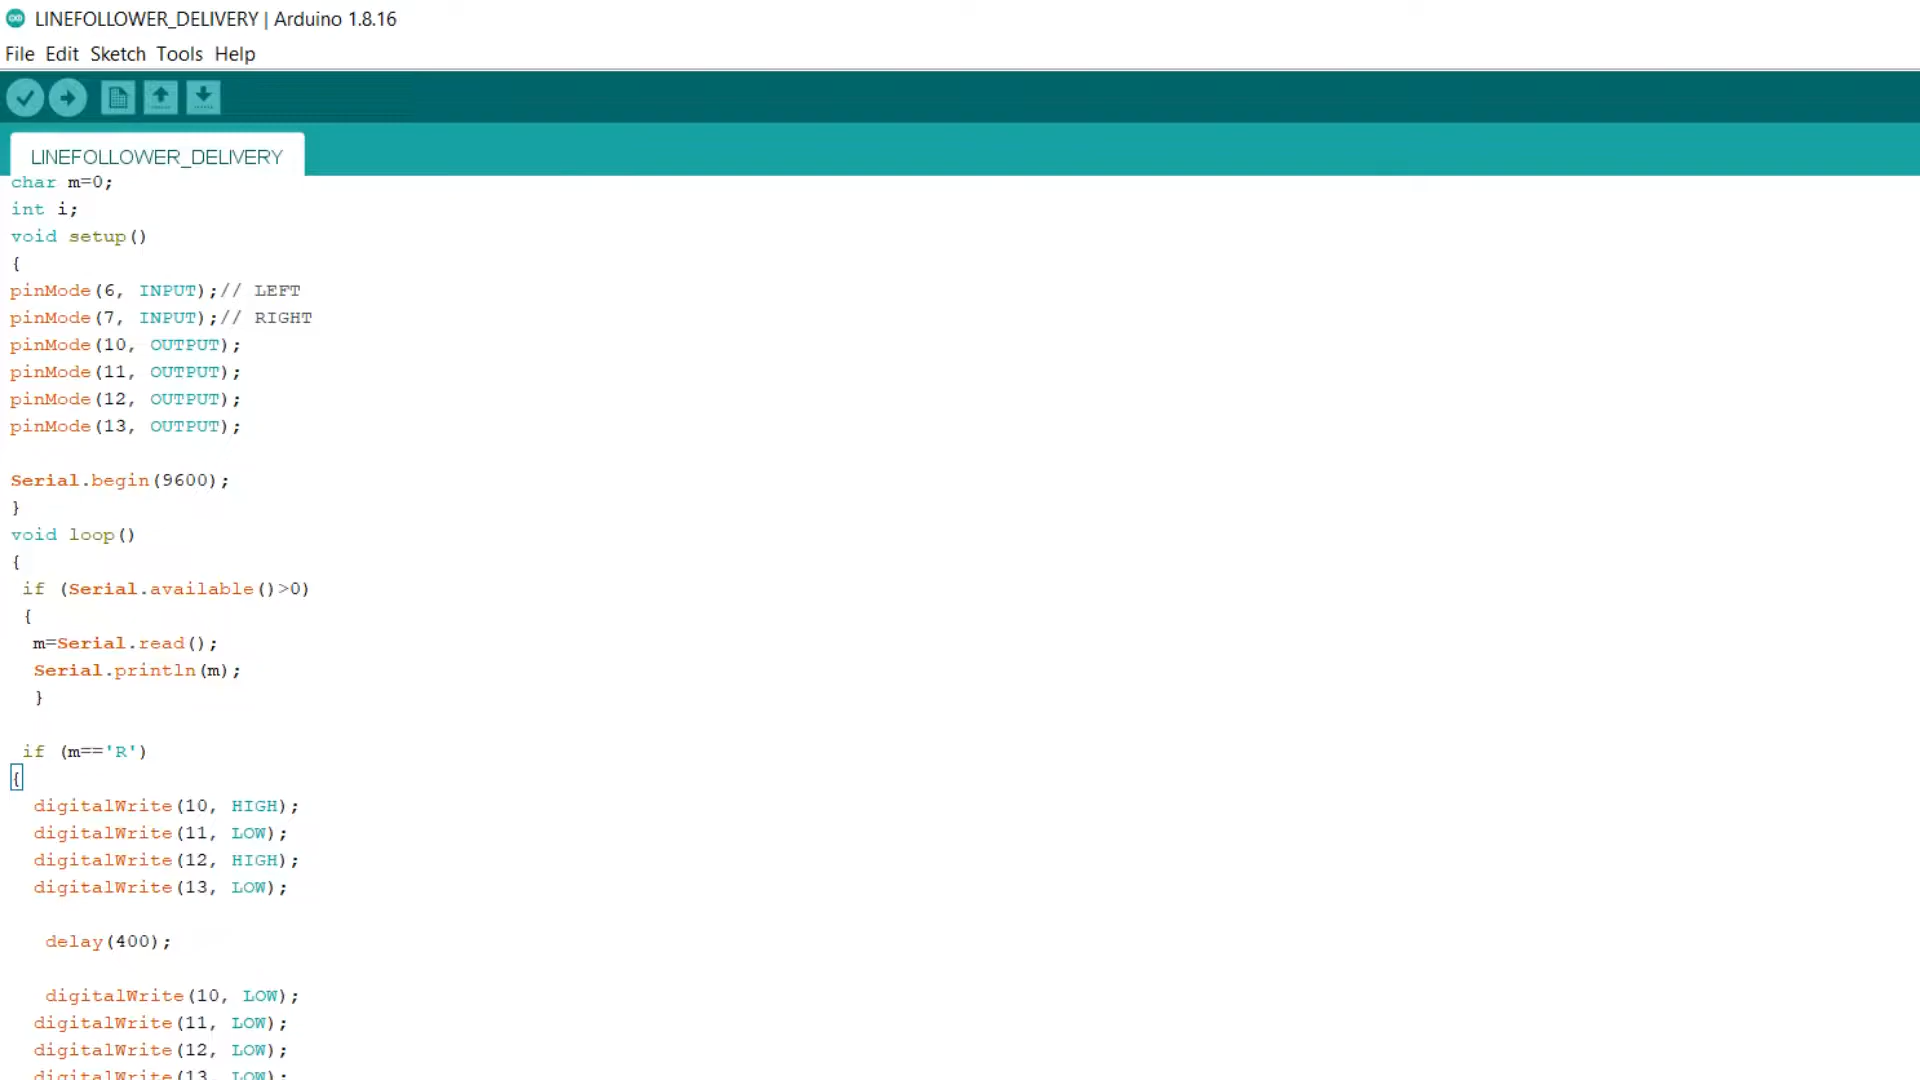 LINEFOLLOWER_DELIVERY | Arduino 1.8.16
File Edit Sketch Tools Help
LINEFOLLOWER_DELIVERY
char m=0;
int i;
void setup()
{
pinMode(6, INPUT);// LEFT
pinMode(7, INPUT);// RIGHT
pinMode(10, OUTPUT);
pinMode(11, OUTPUT);
pinMode(12, OUTPUT);
pinMode(13, OUTPUT);
Serial.begin(9600);
}
void loop()
{
if (Serial.available()>0)
{
m=Serial.read();
Serial.println(m);
}
if (m=='R')
{
digitalWrite(10, HIGH);
digitalWrite(11, LOW);
digitalWrite(12, HIGH);
digitalWrite(13, LOW);
delay(400);
digitalWrite(10, LOW);
digitalWrite(11, LOW);
digitalWrite(12, LOW);
digitalWrite(13, LOW);